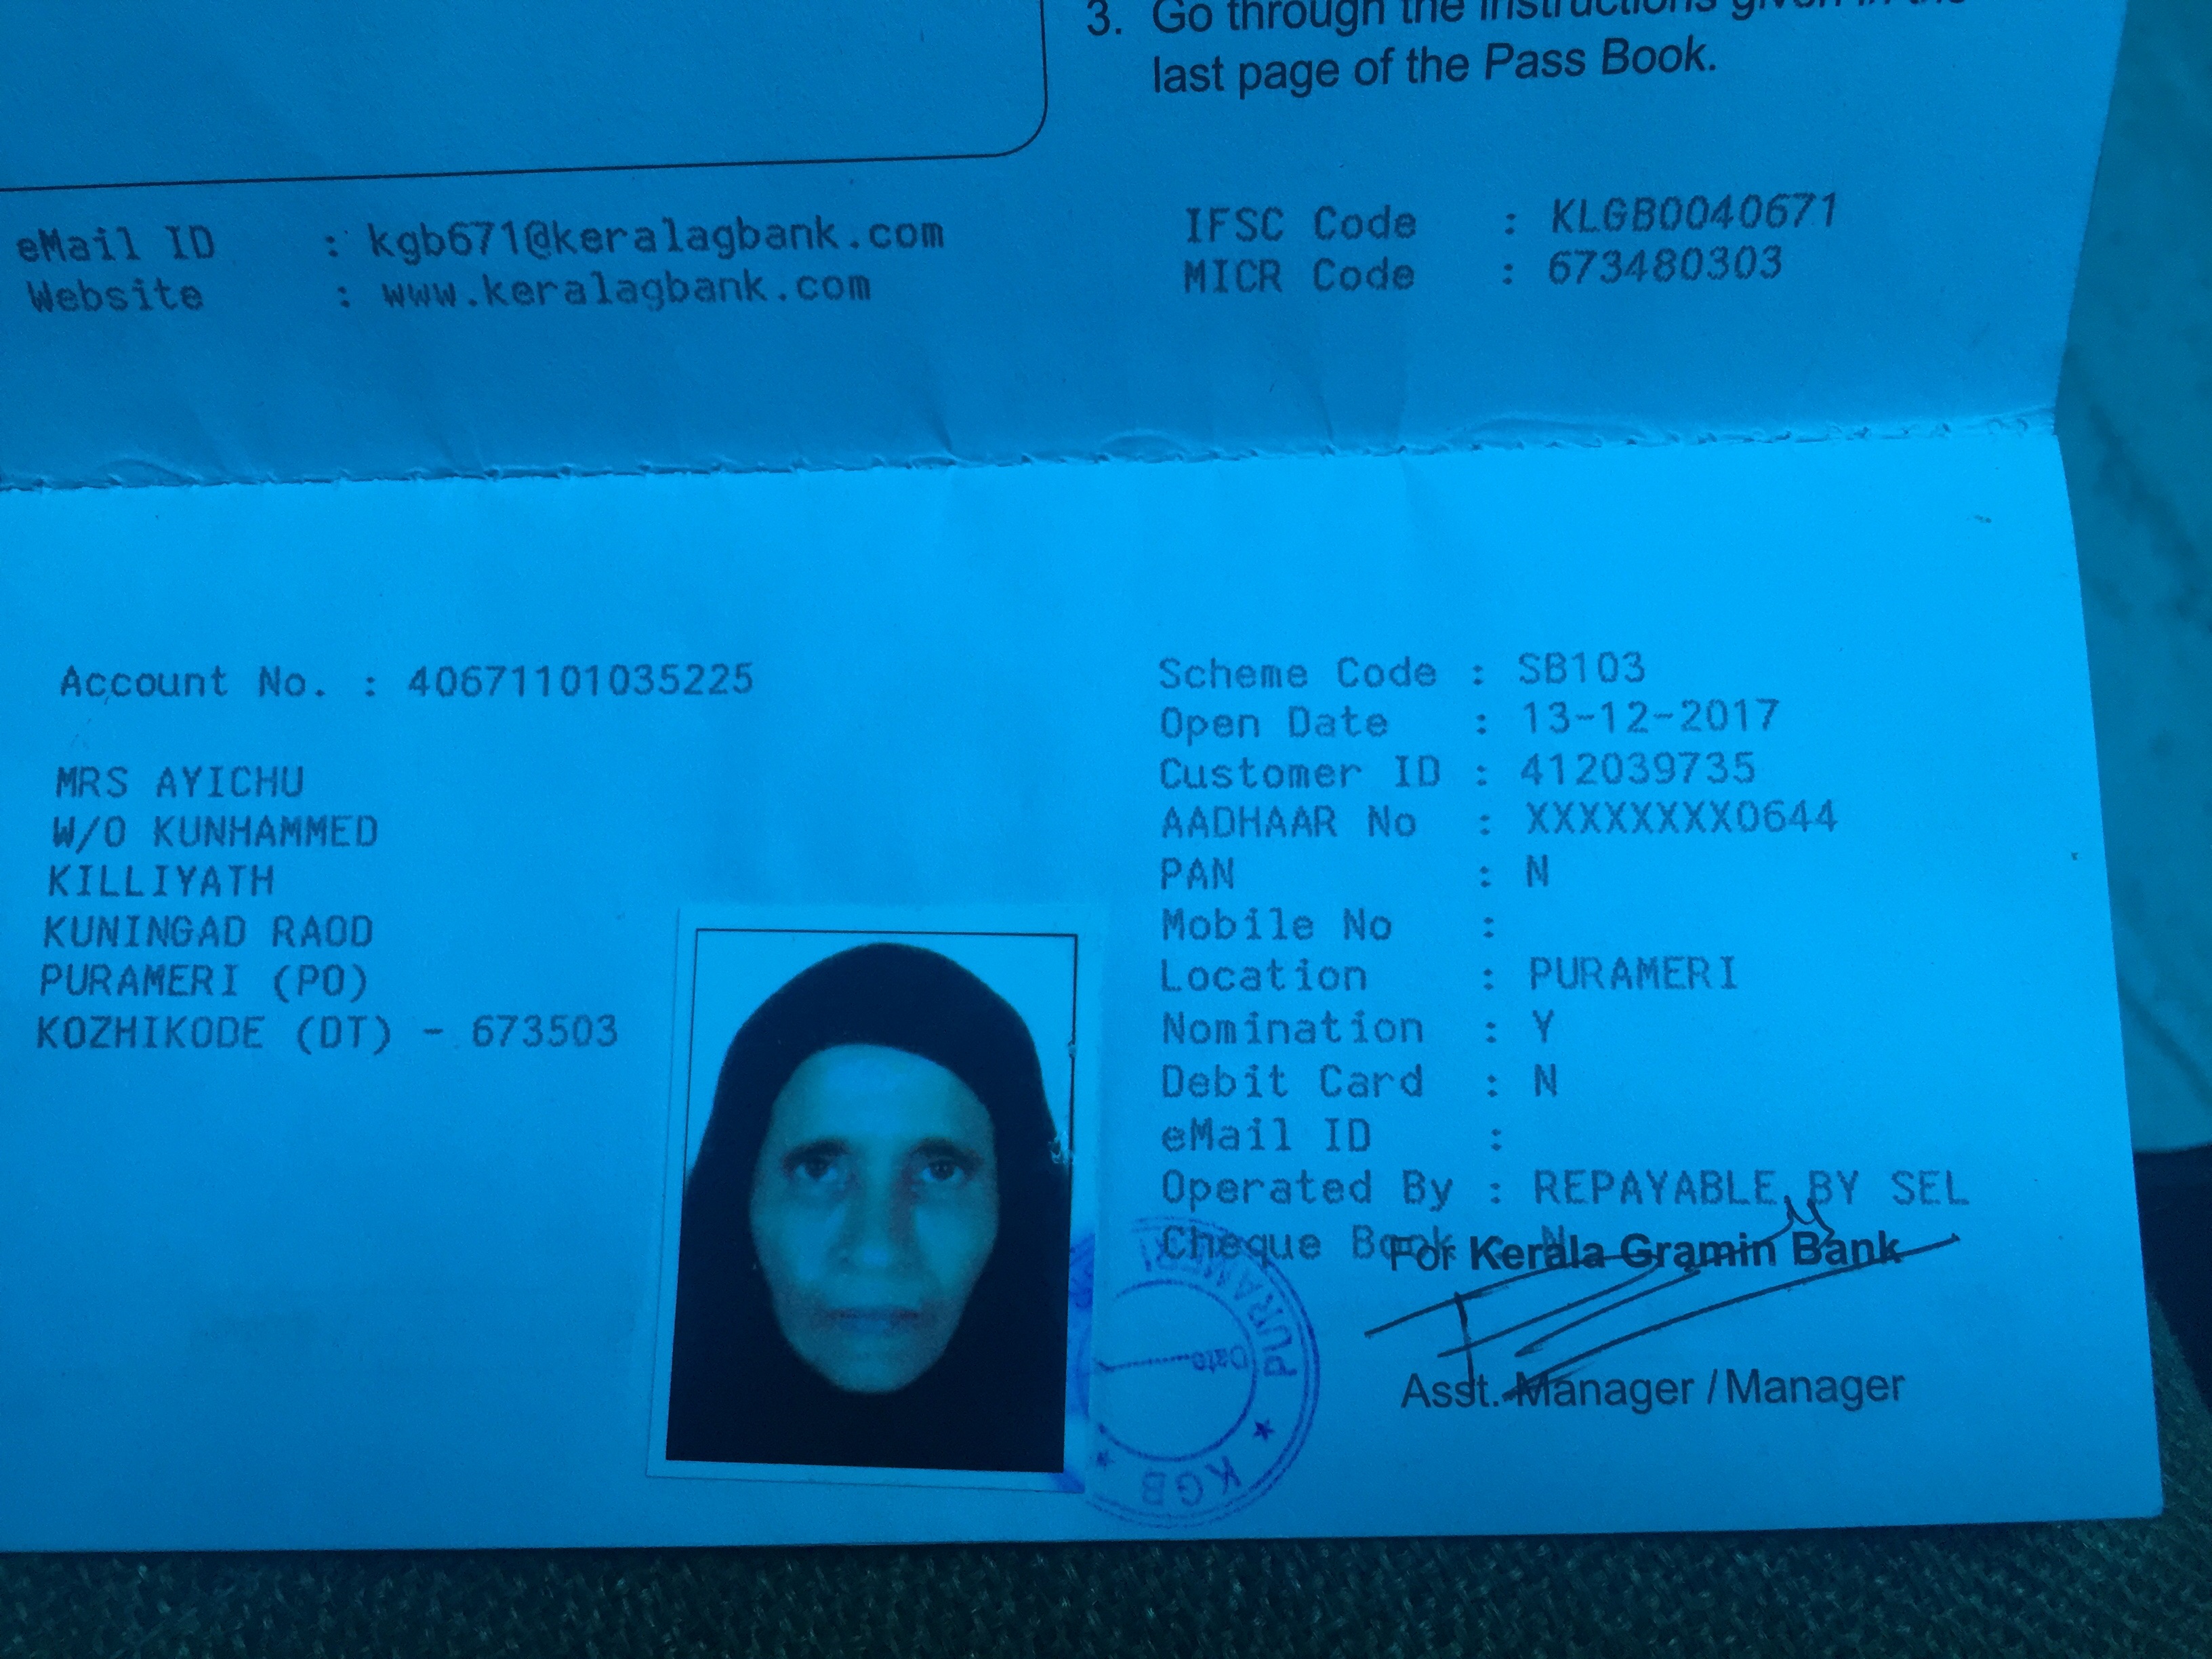 3. Go through the instructions given in the
last page of the Pass Book.
eMail ID : kgb671@keralagbank.com
Website : www.keralagbank.com
IFSC Code : KLGB0040671
MICR Code : 673480303
Account No. : 40671101035225
MRS AYICHU
W/O KUNHAMMED
KILLIYATH
KUNINGAD RAOD
PURAMERI (PO)
KOZHIKODE (DT) - 673503
Scheme Code : SB103
Open Date : 13-12-2017
Customer ID : 412039735
AADHAAR No : XXXXXXXX0644
PAN : N
Mobile No :
Location : PURAMERI
Nomination : Y
Debit Card : N
eMail ID :
Operated By : REPAYABLE BY SEL
Cheque Book
For Kerala Gramin Bank
Asst. Manager / Manager
KGB
Date